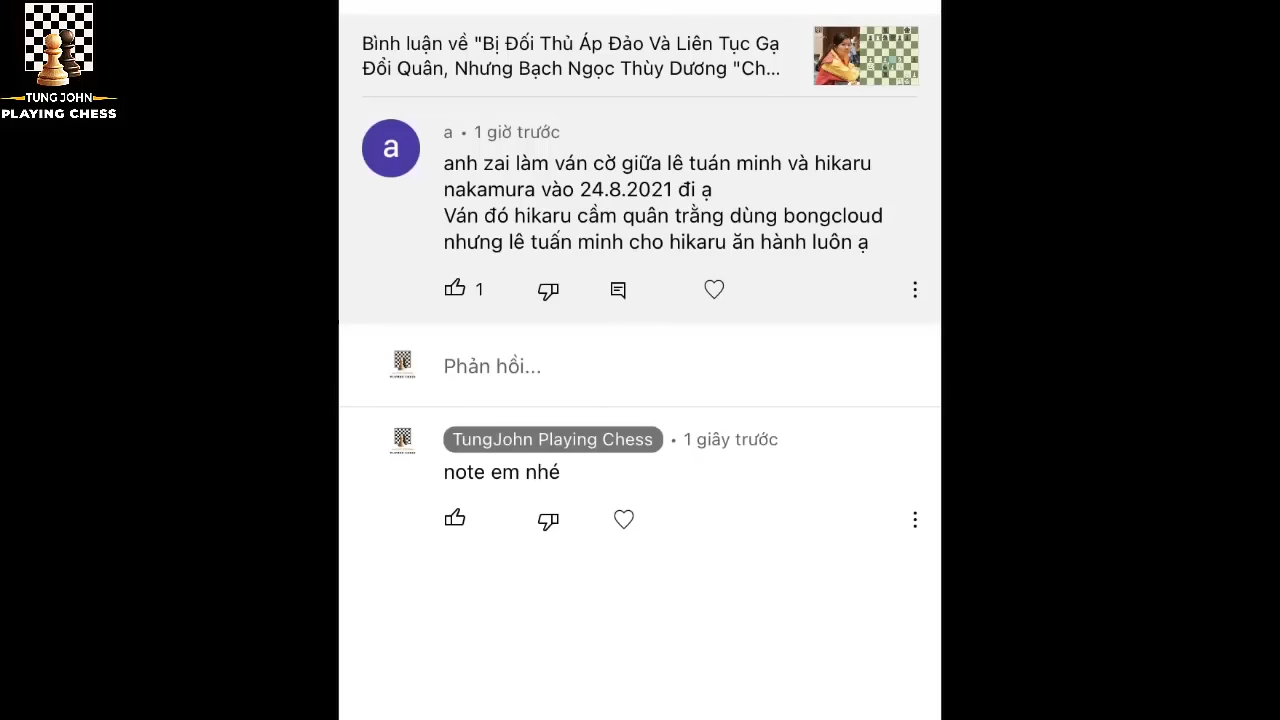 TUNG JOHN
PLAYING CHESS
Bình luận về "Bị Đối Thủ Áp Đảo Và Liên Tục Gạ
Đổi Quân, Nhưng Bạch Ngọc Thùy Dương "Ch...
a
a • 1 giờ trước
anh zai làm ván cờ giữa lê tuán minh và hikaru
nakamura vào 24.8.2021 đi ạ
Ván đó hikaru cầm quân trằng dùng bongcloud
nhưng lê tuấn minh cho hikaru ăn hành luôn ạ
1
Phản hồi...
TungJohn Playing Chess • 1 giây trước
note em nhé